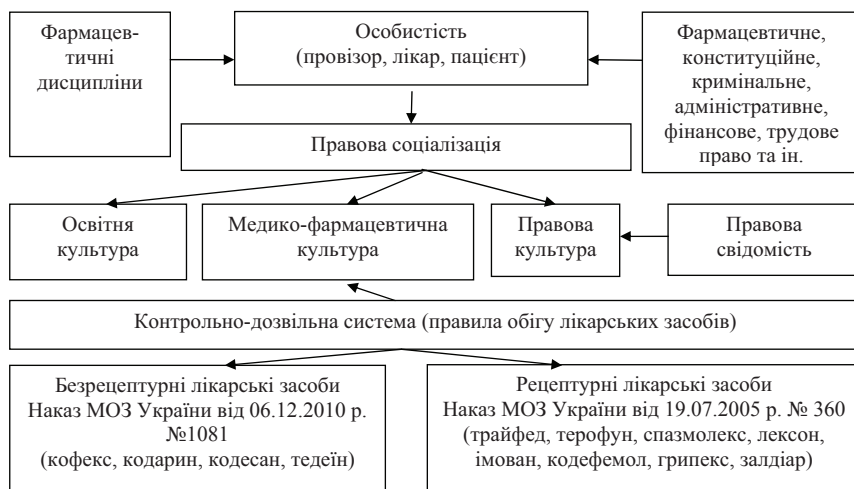 Фармацев-
тичні
дисципліни
Особистість
(провізор, лікар, пацієнт)
Фармацевтичне,
конституційне,
кримінальне,
адміністративне,
фінансове, трудове
право та ін.
Правова соціалізація
Освітня
культура
Медико-фармацевтична
культура
Правова
культура
Правова
свідомість
Контрольно-дозвільна система (правила обігу лікарських засобів)
Безрецептурні лікарські засоби
Наказ МОЗ України від 06.12.2010 р.
№1081
(кофекс, кодарин, кодесан, тедеїн)
Рецептурні лікарські засоби
Наказ МОЗ України від 19.07.2005 р. № 360
(трайфед, терофун, спазмолекс, лексон,
імован, кодефемол, грипекс, залдіар)